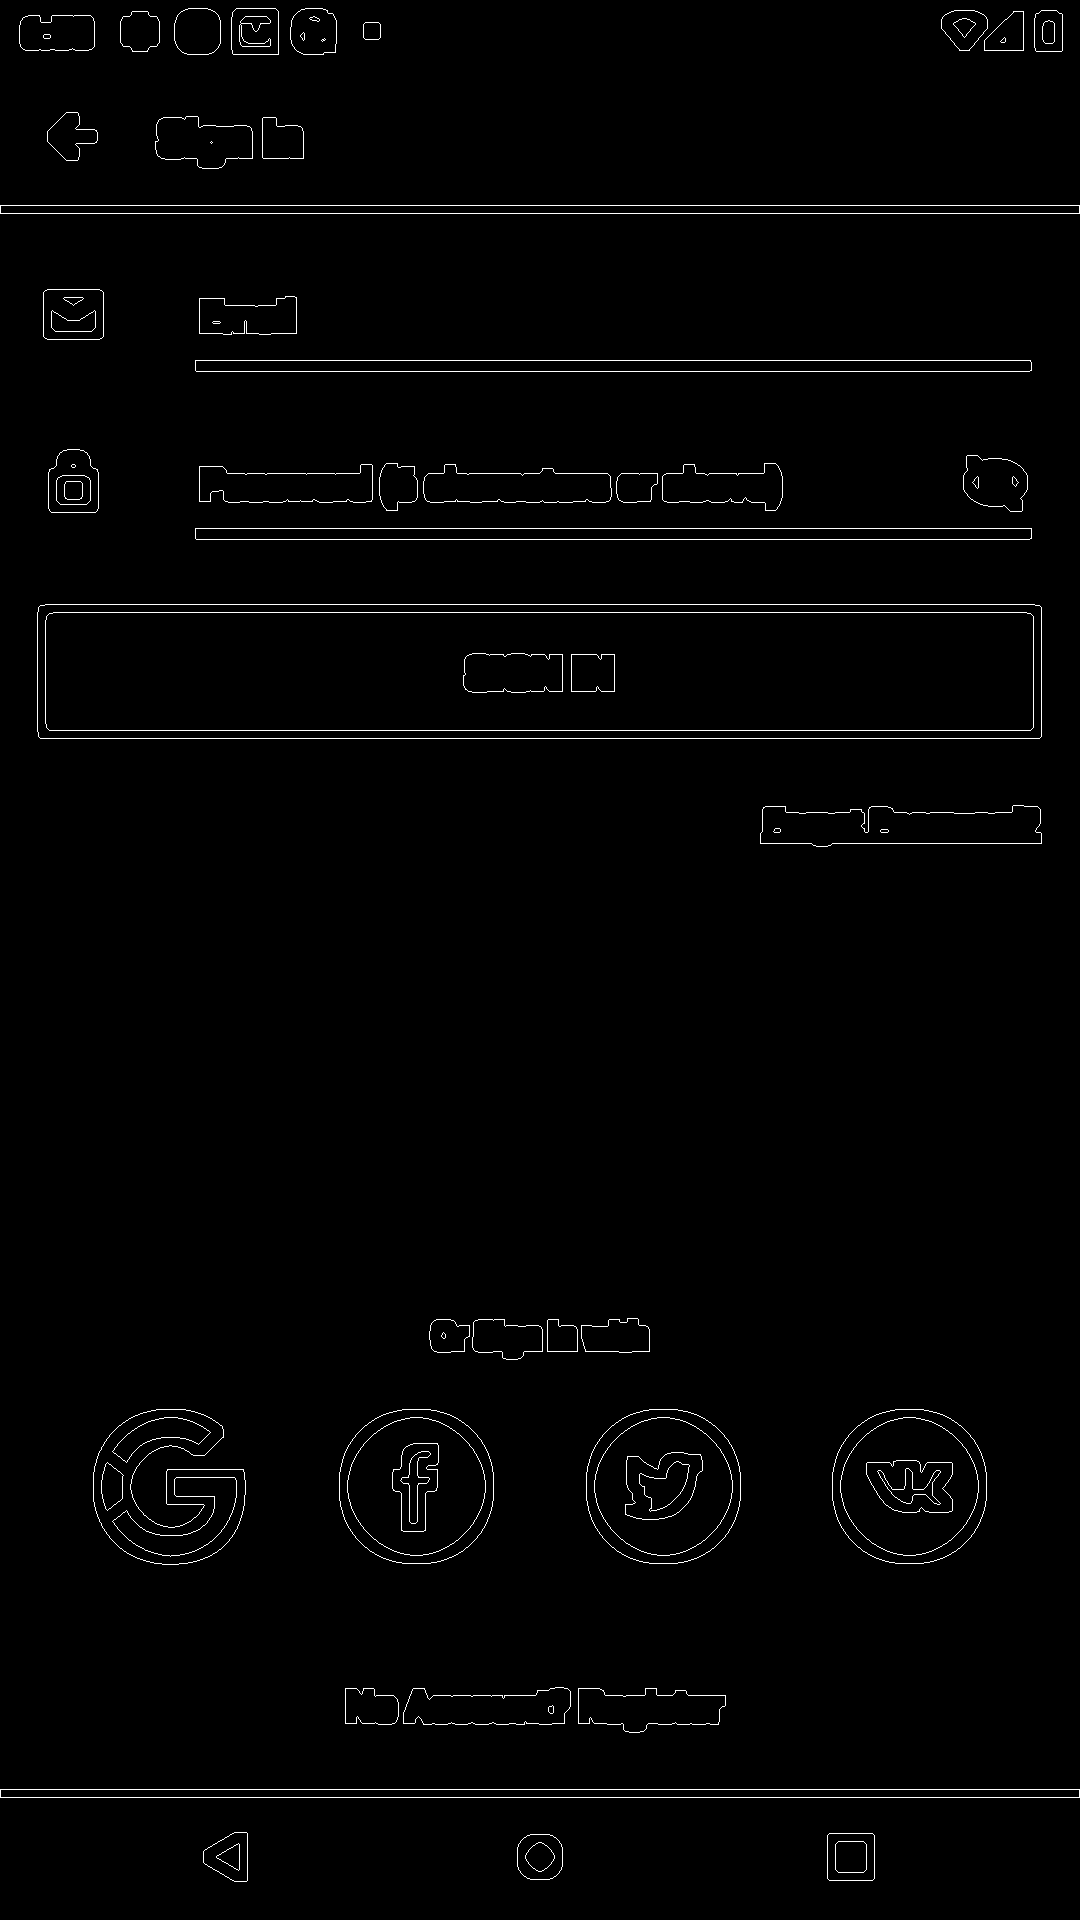 Sign In
Email
Password (6 characters or above)
SIGN IN
Forgot Password?
Or Sign In with
No Account? Register